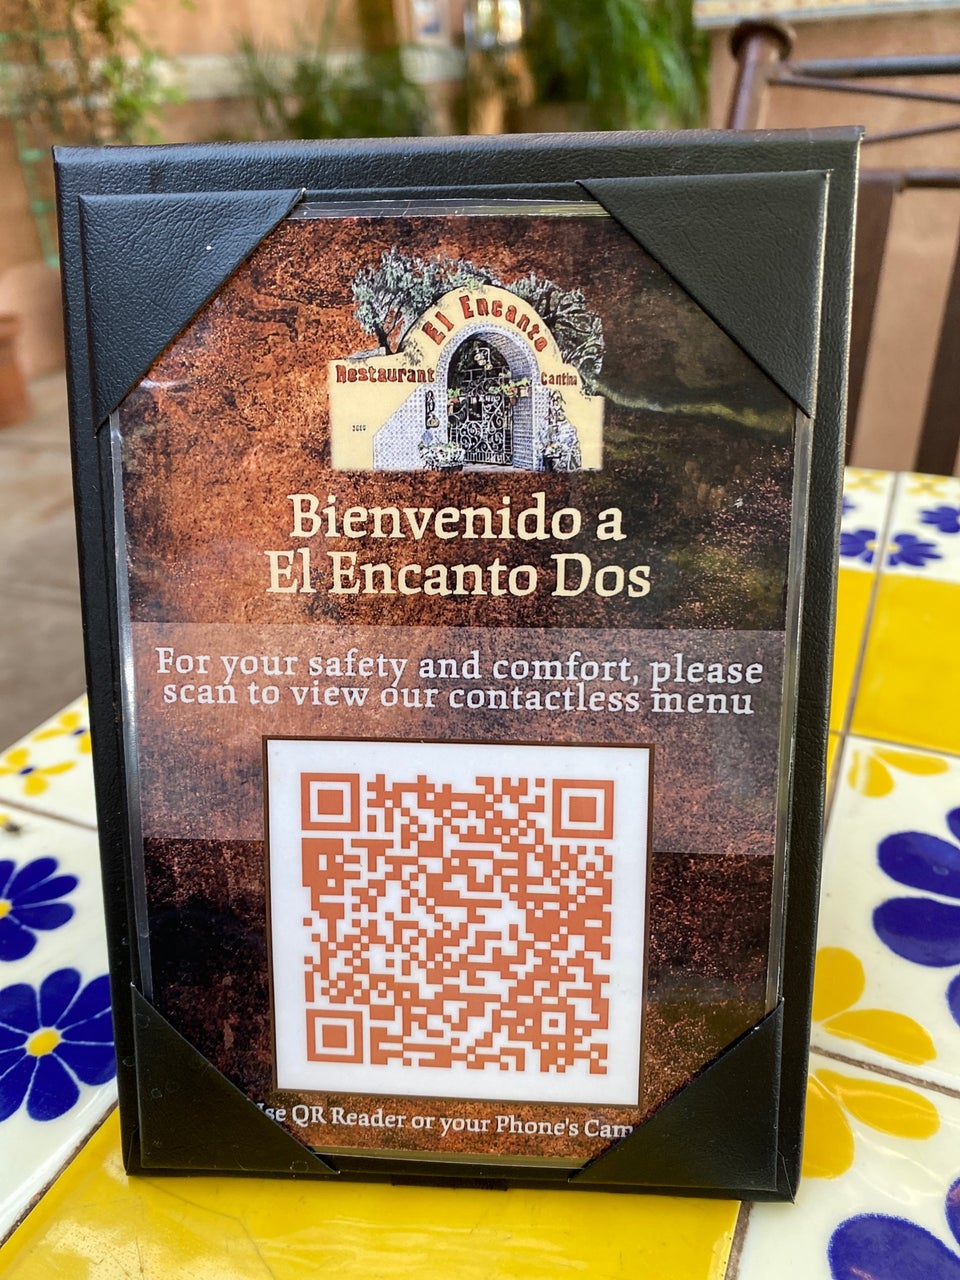 El Encanto
Restaurant Cantina
Bienvenido a
El Encanto Dos
For your safety and comfort, please
scan to view our contactless menu
QR Reader or your Phone's